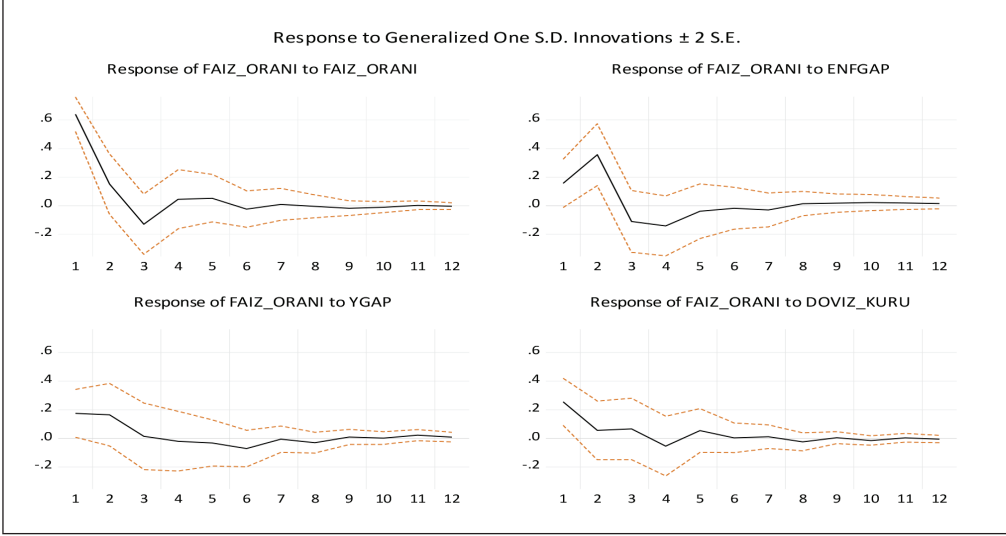 Response to Generalized One S.D. Innovations ± 2 S.E.
Response of FAIZ_ORANI to FAIZ_ORANI
.6
.4
.2
.0
-.2
1 2 3 4 5 6 7 8 9 10 11 12
Response of FAIZ_ORANI to ENFGAP
.6
.4
.2
.0
-.2
1 2 3 4 5 6 7 8 9 10 11 12
Response of FAIZ_ORANI to YGAP
.6
.4
.2
.0
-.2
1 2 3 4 5 6 7 8 9 10 11 12
Response of FAIZ_ORANI to DOVIZ_KURU
.6
.4
.2
.0
-.2
1 2 3 4 5 6 7 8 9 10 11 12